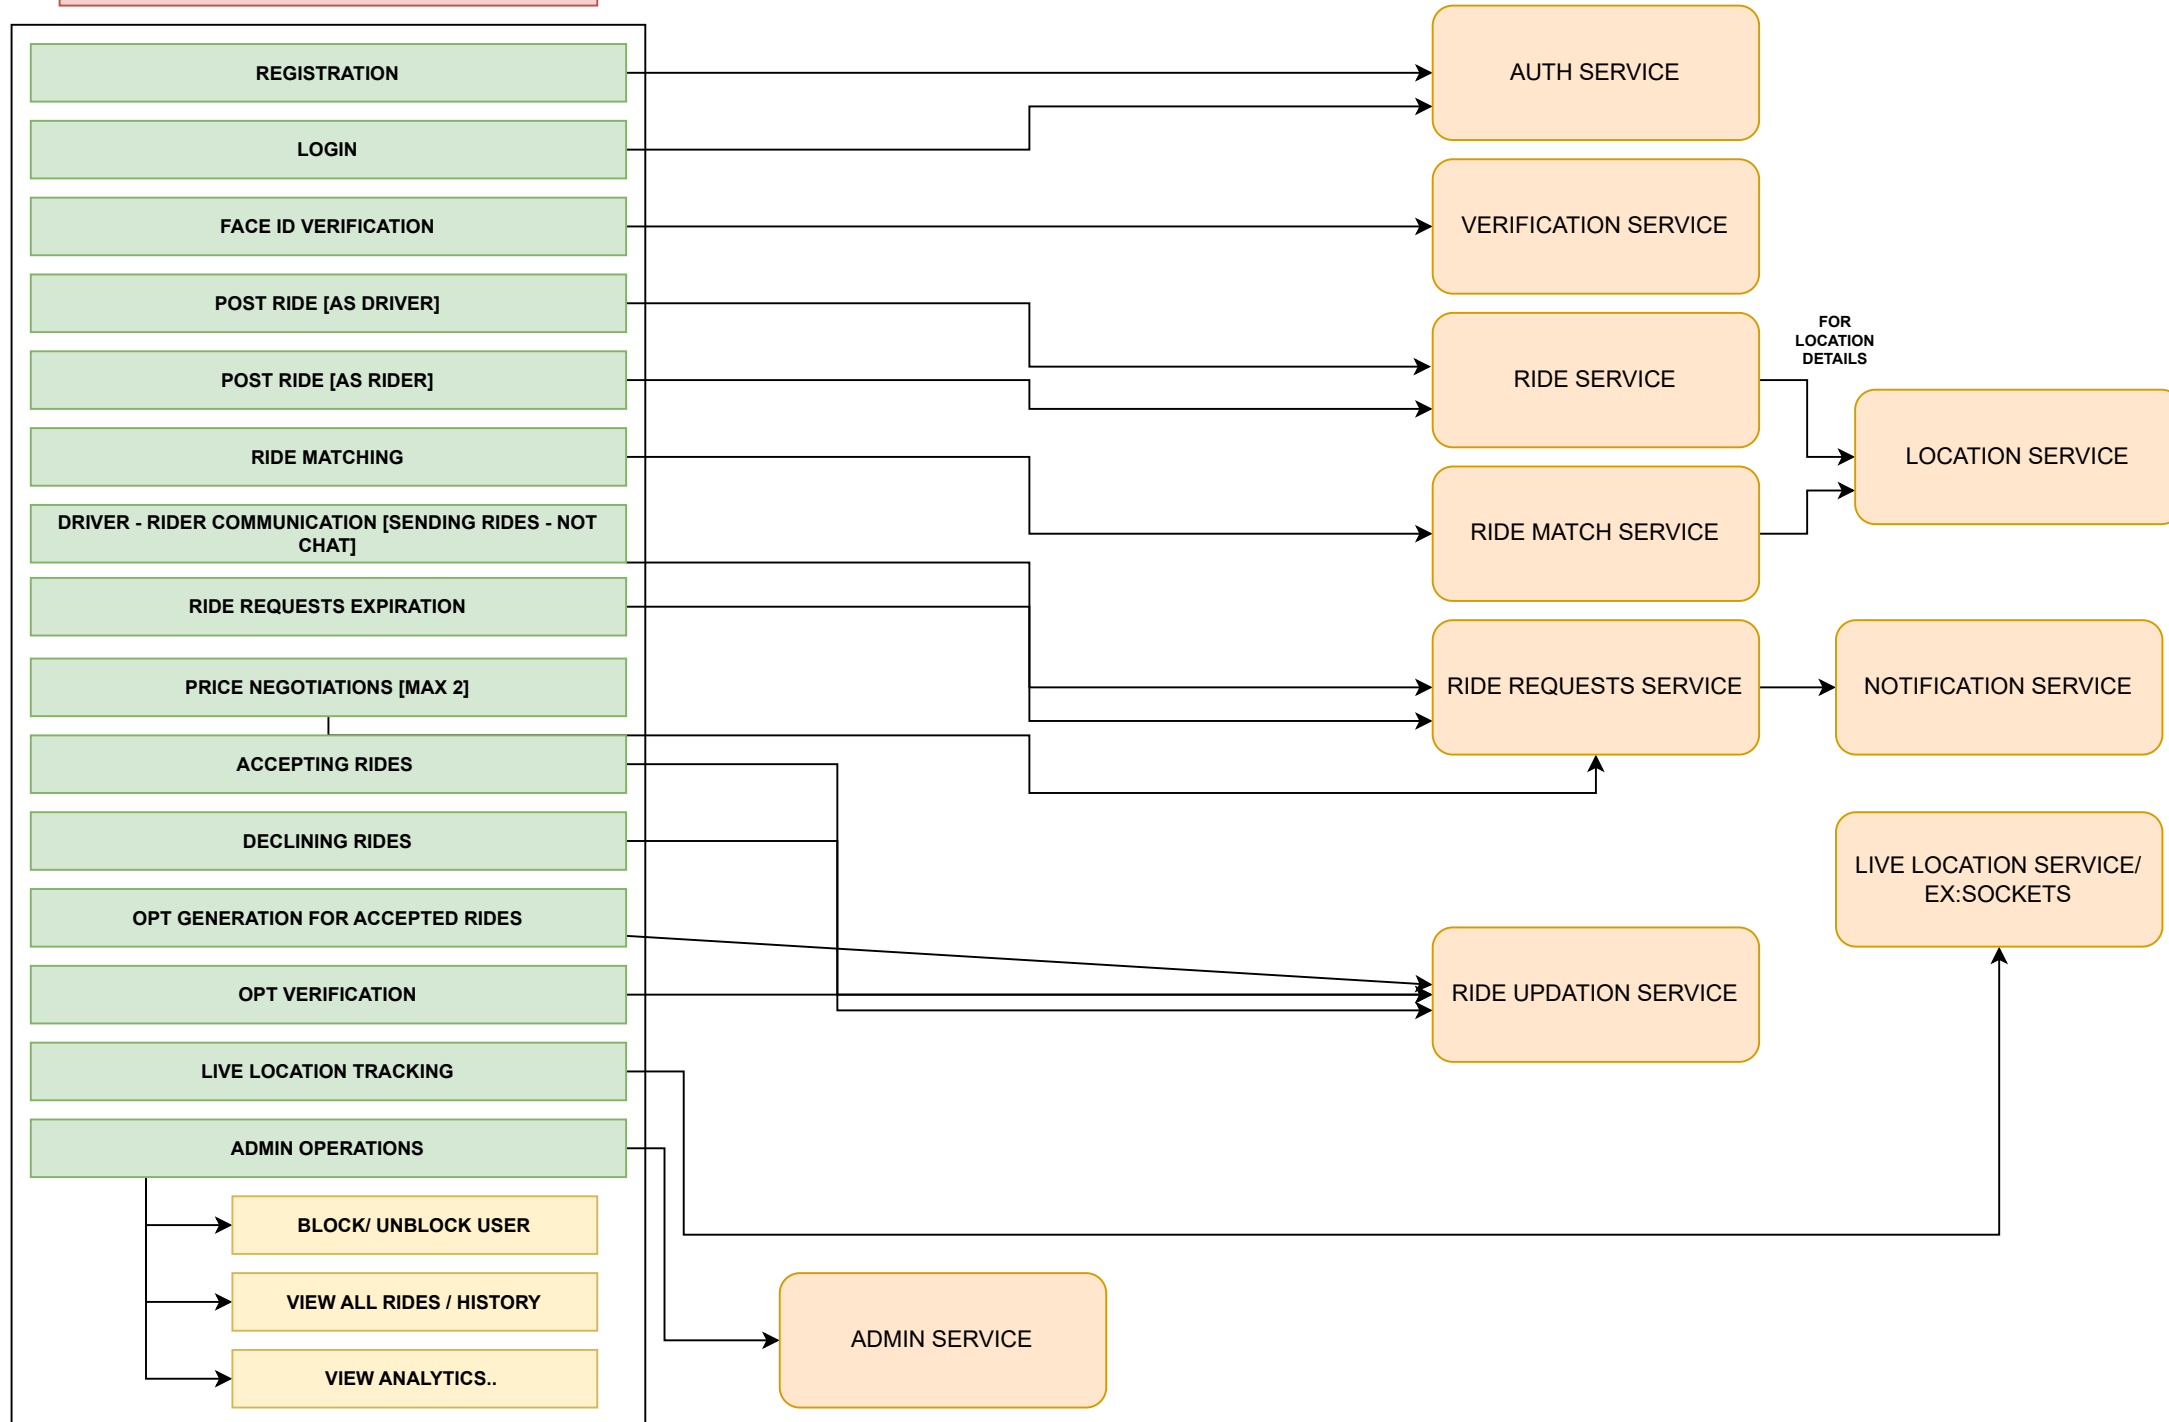 REGISTRATION
LOGIN
FACE ID VERIFICATION
POST RIDE [AS DRIVER]
POST RIDE [AS RIDER]
RIDE MATCHING
DRIVER - RIDER COMMUNICATION [SENDING RIDES - NOT
CHAT]
RIDE REQUESTS EXPIRATION
PRICE NEGOTIATIONS [MAX 2]
ACCEPTING RIDES
DECLINING RIDES
OPT GENERATION FOR ACCEPTED RIDES
OPT VERIFICATION
LIVE LOCATION TRACKING
ADMIN OPERATIONS
BLOCK/ UNBLOCK USER
VIEW ALL RIDES / HISTORY
VIEW ANALYTICS..
AUTH SERVICE
VERIFICATION SERVICE
RIDE SERVICE
RIDE MATCH SERVICE
RIDE REQUESTS SERVICE
RIDE UPDATION SERVICE
ADMIN SERVICE
FOR
LOCATION
DETAILS
LOCATION SERVICE
NOTIFICATION SERVICE
LIVE LOCATION SERVICE/
EX:SOCKETS